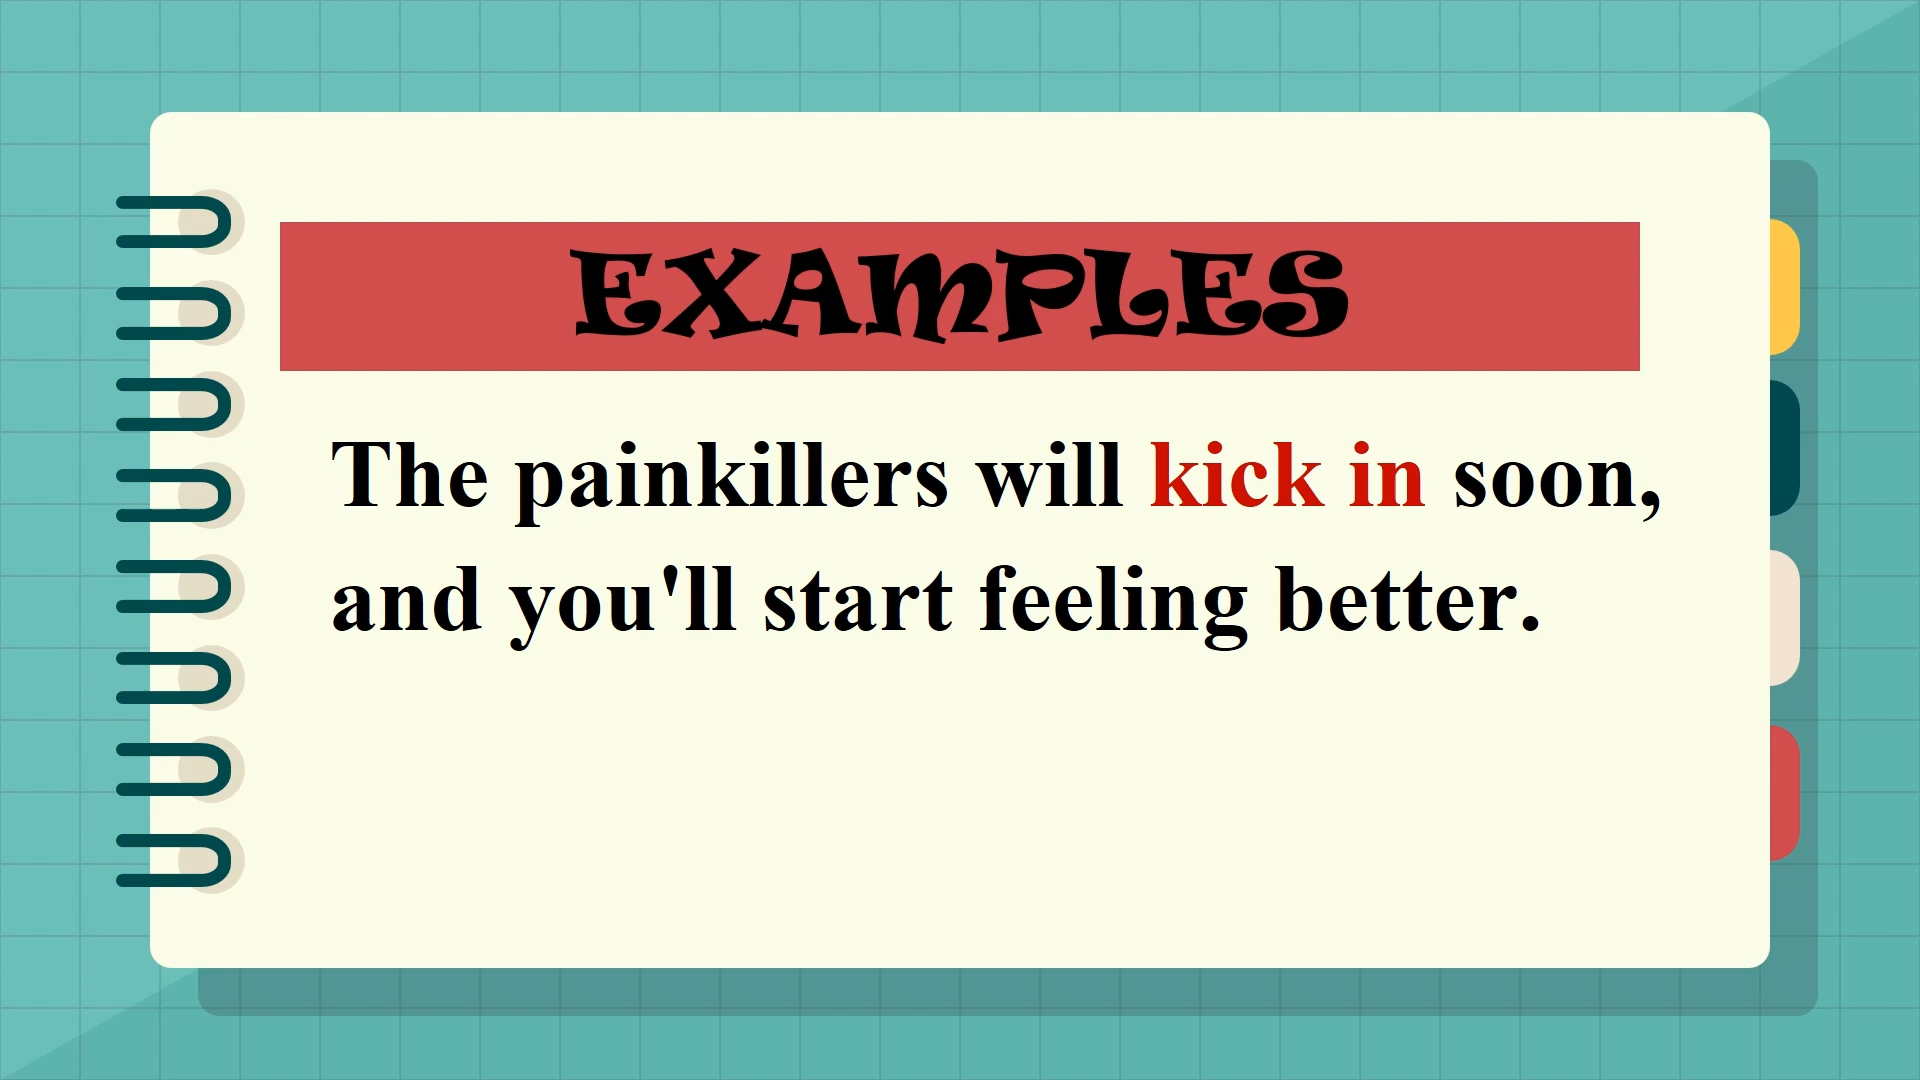 EXAMPLES
The painkillers will kick in soon,
and you'll start feeling better.